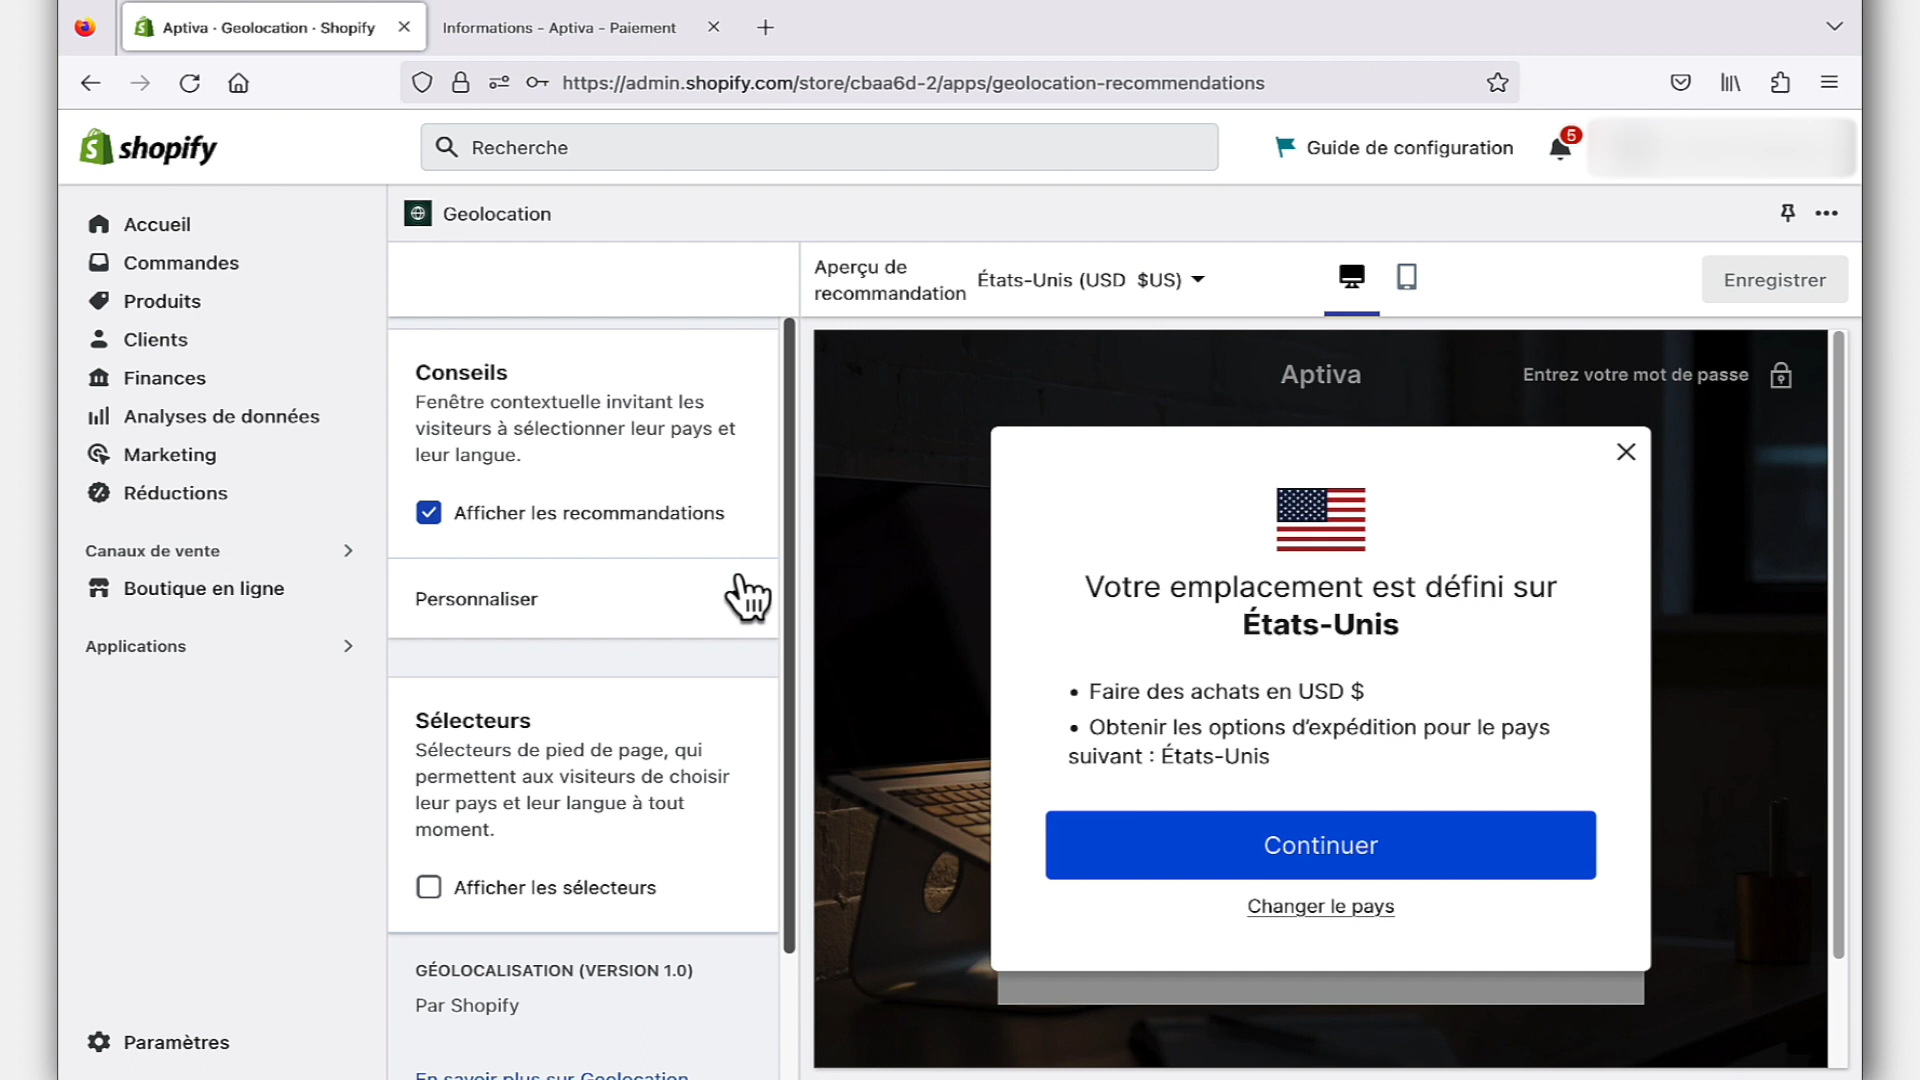 Aptiva · Geolocation · Shopify
Informations - Aptiva - Paiement
https://admin.shopify.com/store/cbaa6d-2/apps/geolocation-recommendations
shopify
Recherche
Guide de configuration
5
Accueil
Commandes
Produits
Clients
Finances
Analyses de données
Marketing
Réductions
Canaux de vente
Boutique en ligne
Applications
Paramètres
Geolocation
Aperçu de
recommandation
États-Unis (USD $US)
Enregistrer
Conseils
Fenêtre contextuelle invitant les
visiteurs à sélectionner leur pays et
leur langue.
Afficher les recommandations
Personnaliser
Sélecteurs
Sélecteurs de pied de page, qui
permettent aux visiteurs de choisir
leur pays et leur langue à tout
moment.
Afficher les sélecteurs
GÉOLOCALISATION (VERSION 1.0)
Par Shopify
En savoir plus sur Geolocation
Aptiva
Entrez votre mot de passe
Votre emplacement est défini sur
États-Unis
• Faire des achats en USD $
• Obtenir les options d’expédition pour le pays
suivant : États-Unis
Continuer
Changer le pays